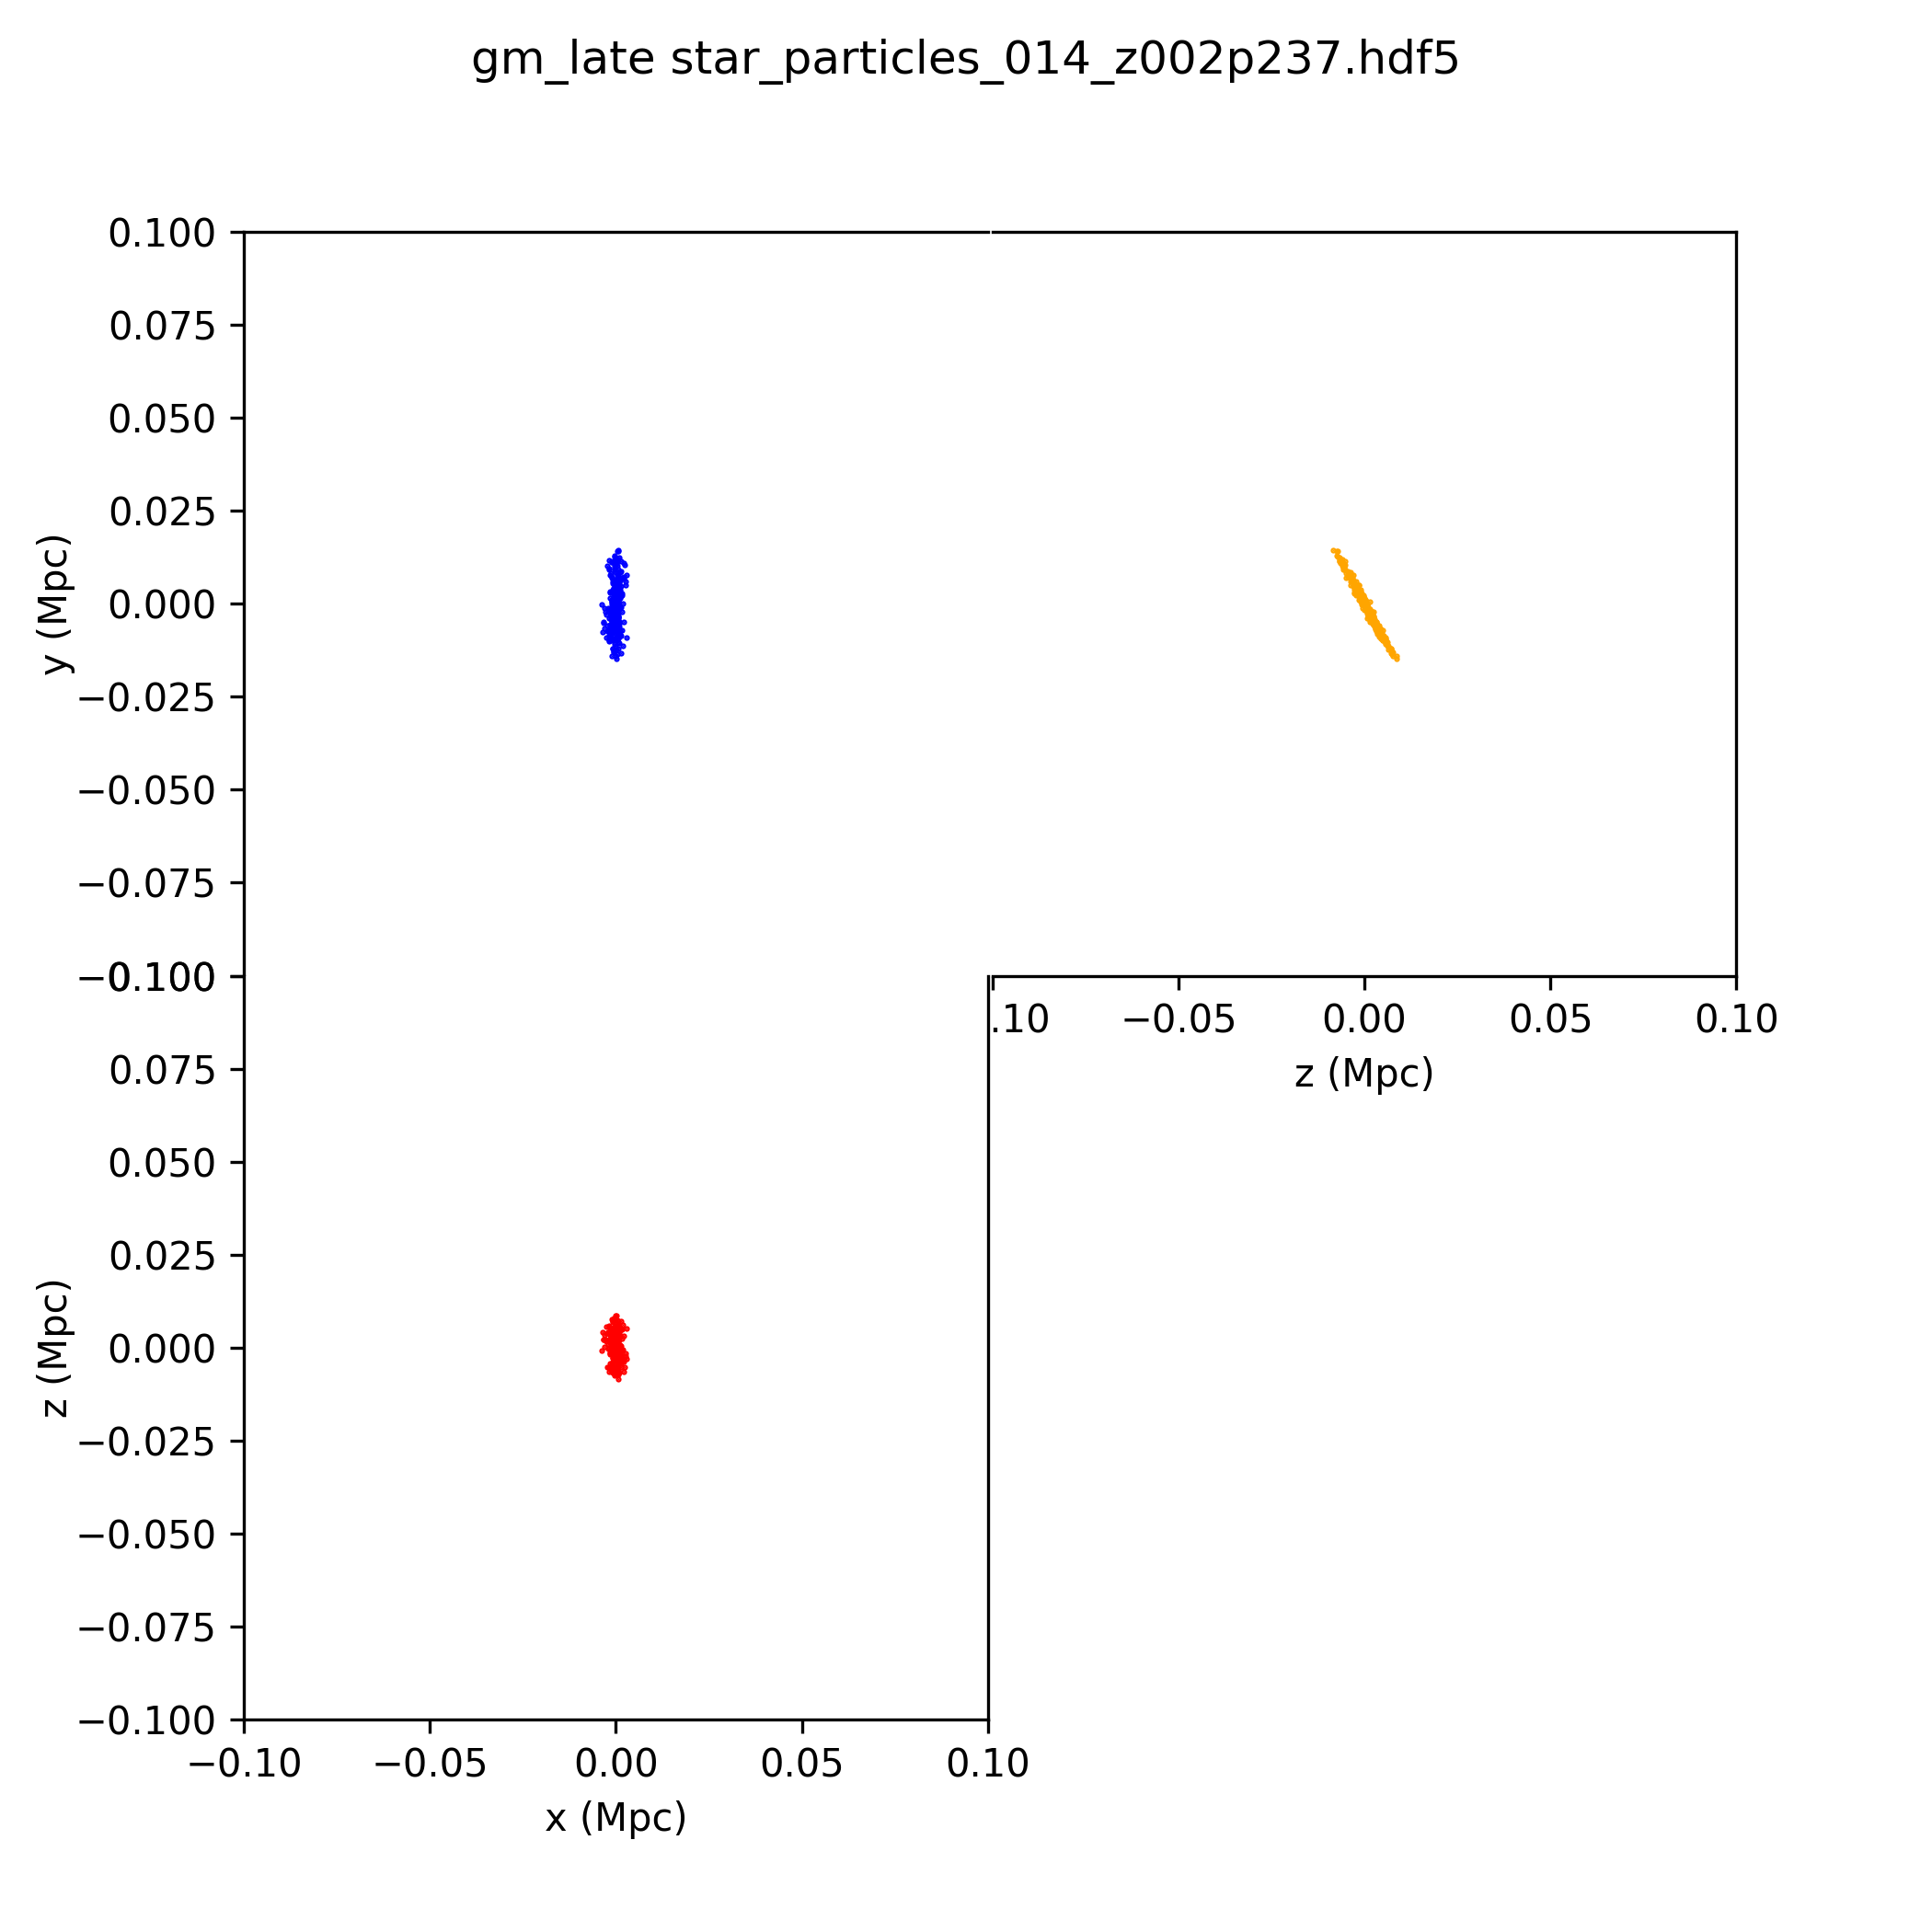 gm_late star_particles_014_z002p237.hdf5
0.100
0.075
0.050
0.025
0.000
−0.025
−0.050
−0.075
−0.100
y (Mpc)
.10 −0.05 0.00 0.05 0.10
z (Mpc)
0.075
0.050
0.025
0.000
−0.025
−0.050
−0.075
−0.100
z (Mpc)
−0.10 −0.05 0.00 0.05 0.10
x (Mpc)